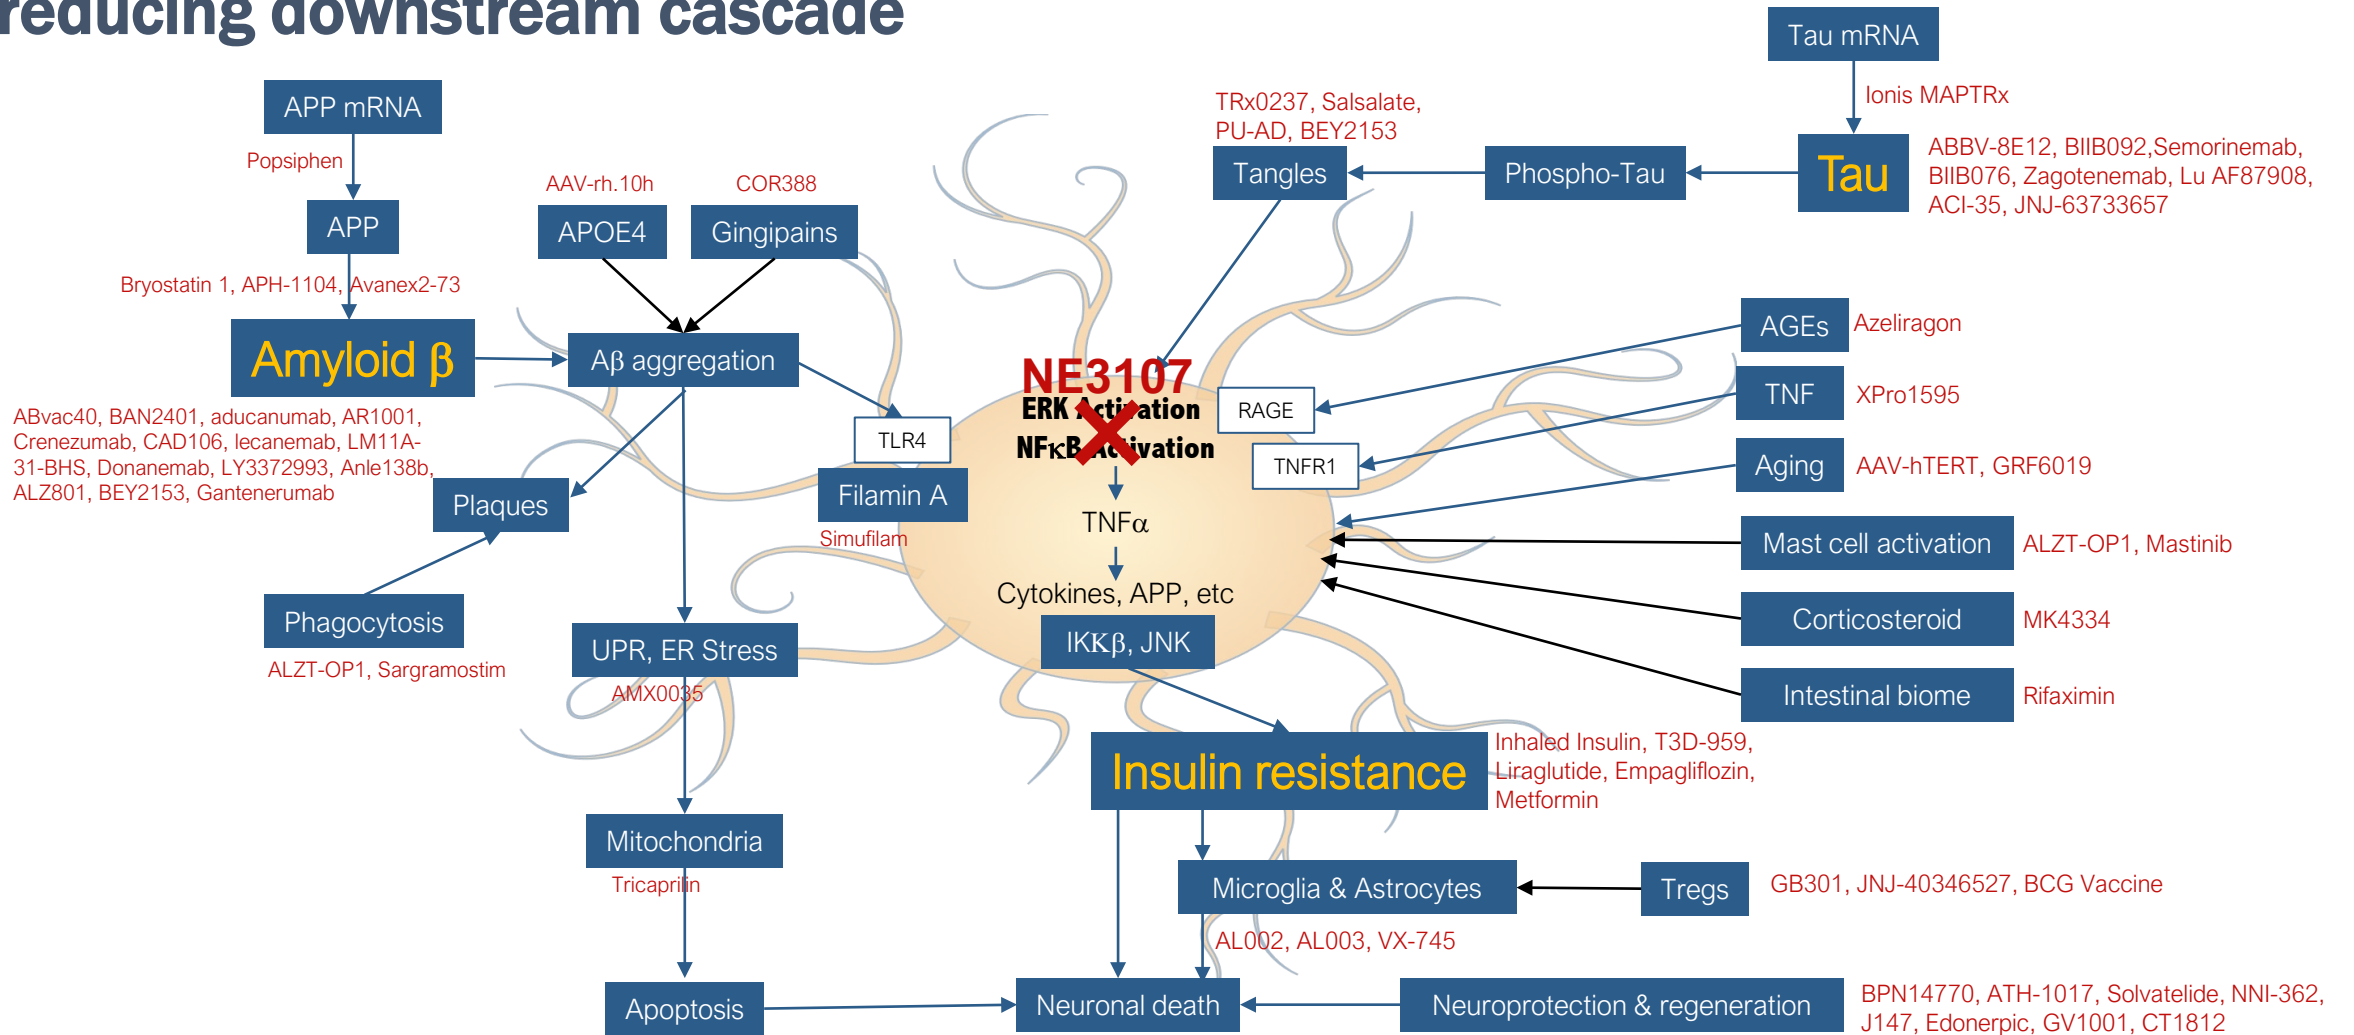 reducing downstream cascade
Tau mRNA
APP mRNA
TRx0237, Salsalate,
PU-AD, BEY2153
Ionis MAPTRx
Popsiphen
Tangles
Phospho-Tau
Tau
ABBV-8E12, BIIB092,Semorinemab,
BIIB076, Zagotenemab, Lu AF87908,
ACI-35, JNJ-63733657
AAV-rh.10h
COR388
APP
APOE4
Gingipains
Bryostatin 1, APH-1104, Avanex2-73
Amyloid β
Aβ aggregation
AGEs
Azeliragon
NE3107
ERK Activation
NFκB Activation
RAGE
TNF
XPro1595
ABvac40, BAN2401, aducanumab, AR1001,
Crenezumab, CAD106, lecanemab, LM11A-
31-BHS, Donanemab, LY3372993, Anle138b,
ALZ801, BEY2153, Gantenerumab
TLR4
TNFR1
Aging
AAV-hTERT, GRF6019
Plaques
Filamin A
Simufilam
TNFα
Mast cell activation
ALZT-OP1, Mastinib
Cytokines, APP, etc
Phagocytosis
ALZT-OP1, Sargramostim
UPR, ER Stress
AMX0035
IKKβ, JNK
Corticosteroid
MK4334
Intestinal biome
Rifaximin
Insulin resistance
Inhaled Insulin, T3D-959,
Liraglutide, Empagliflozin,
Metformin
Mitochondria
Tricaprilin
Microglia & Astrocytes
Tregs
GB301, JNJ-40346527, BCG Vaccine
AL002, AL003, VX-745
Apoptosis
Neuronal death
Neuroprotection & regeneration
BPN14770, ATH-1017, Solvatelide, NNI-362,
J147, Edonerpic, GV1001, CT1812